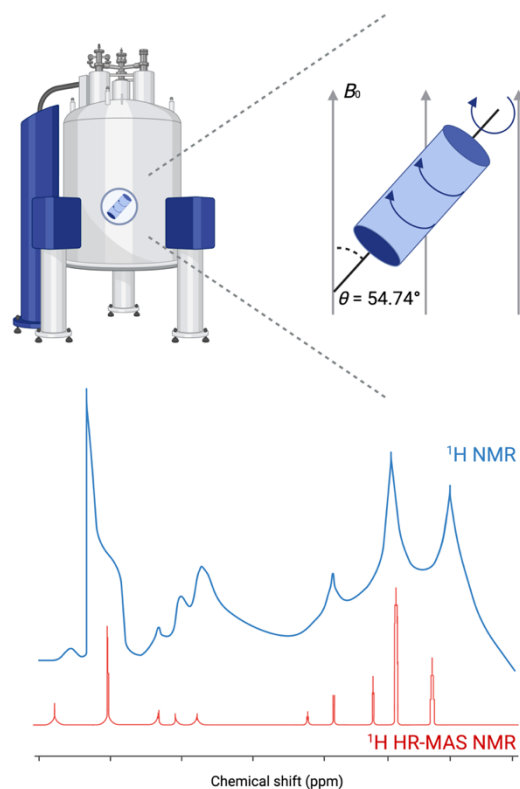 B₀
θ = 54.74°
¹H NMR
¹H HR-MAS NMR
Chemical shift (ppm)